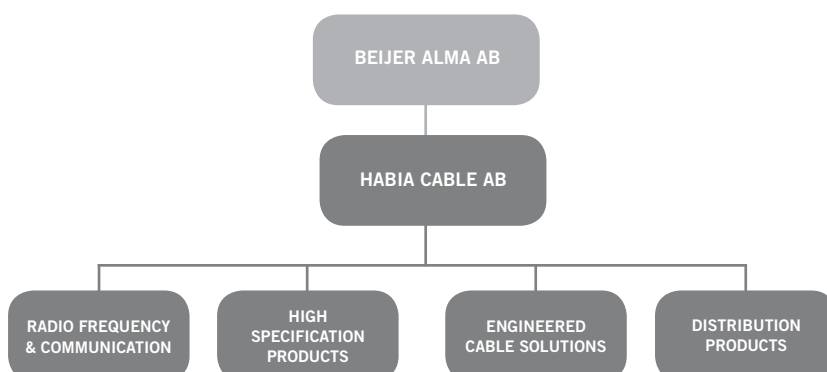 BEIJER ALMA AB
HABIA CABLE AB
RADIO FREQUENCY
& COMMUNICATION
HIGH
SPECIFICATION
PRODUCTS
ENGINEERED
CABLE SOLUTIONS
DISTRIBUTION
PRODUCTS